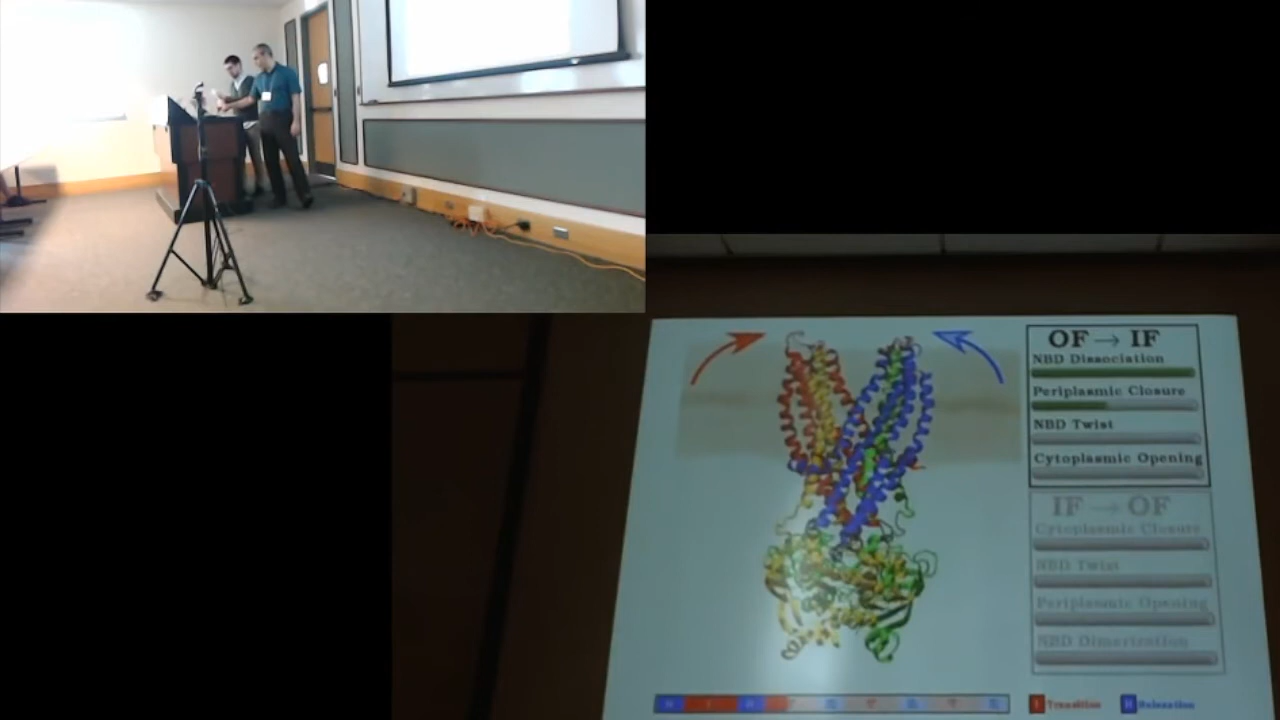 OF → IF
NBD Dissociation
Periplasmic Closure
NBD Twist
Cytoplasmic Opening
IF → OF
Cytoplasmic Closure
NBD Twist
Periplasmic Opening
NBD Dimerization
Transition
Relaxation